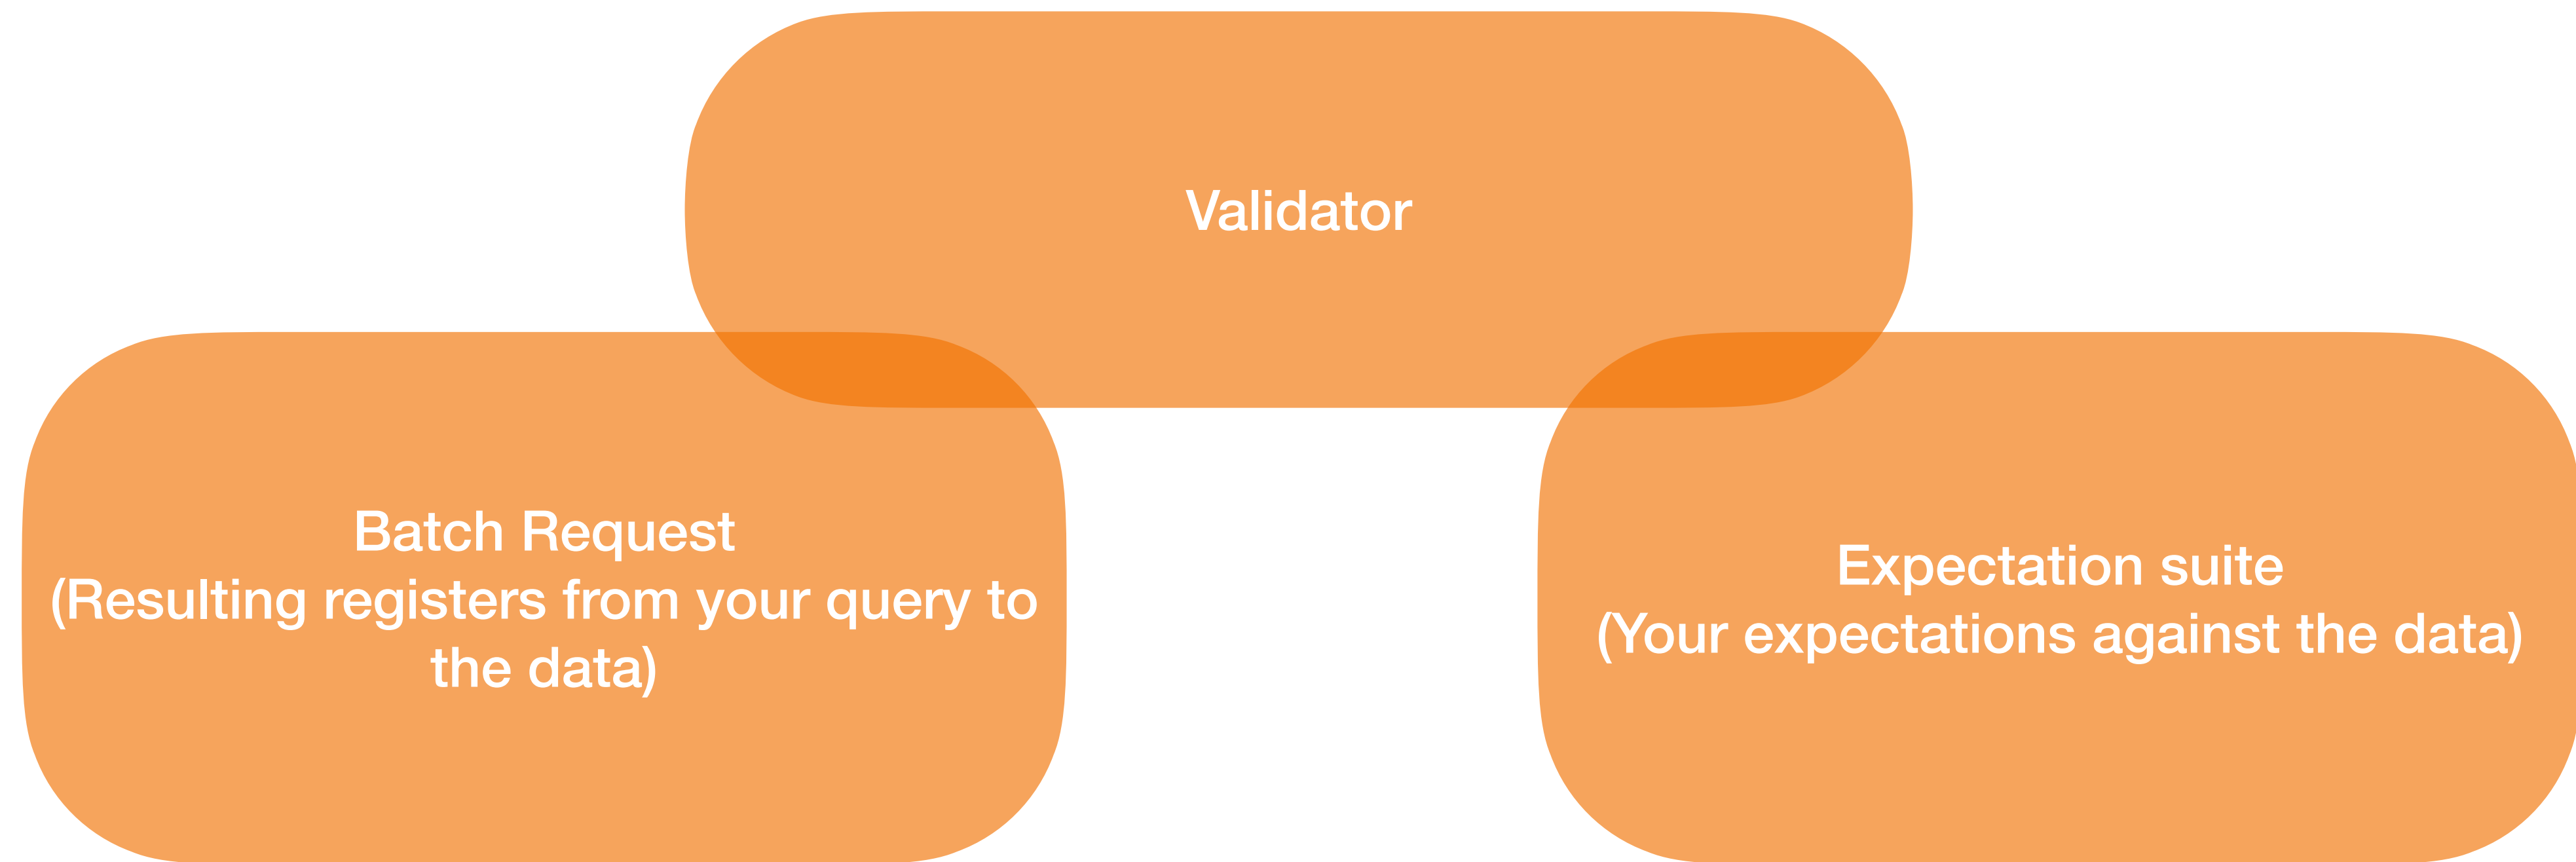 Validator
Batch Request
(Resulting registers from your query to
the data)
Expectation suite
(Your expectations against the data)